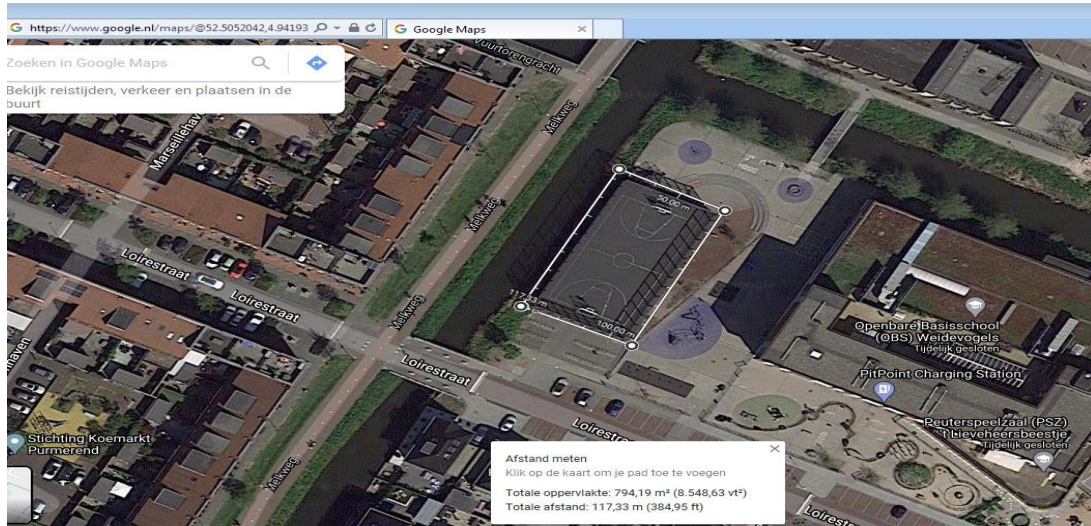 https://www.google.nl/maps/@52.5052042,4.94193
Google Maps
Zoeken in Google Maps
Bekijk reistijden, verkeer en plaatsen in de
buurt
Vuurtorengracht
Melkweg
Marseillehaven
Melkweg
50.00 m
Loirestraat
Loirestraat
117,33 m
Melkweg
100,00 m
Openbare Basisschool
(OBS) Weidevogels
Tijdelijk gesloten
Loirestraat
PitPoint Charging Station
Peuterspeelzaal (PSZ)
't Lieveheersbeestje
Tijdelijk gesloten
Loirestraat
Stichting Koemarkt
Purmerend
Afstand meten
Klik op de kaart om je pad toe te voegen
Totale oppervlakte: 794,19 m² (8.548,63 vt²)
Totale afstand: 117,33 m (384,95 ft)
Loirestraat